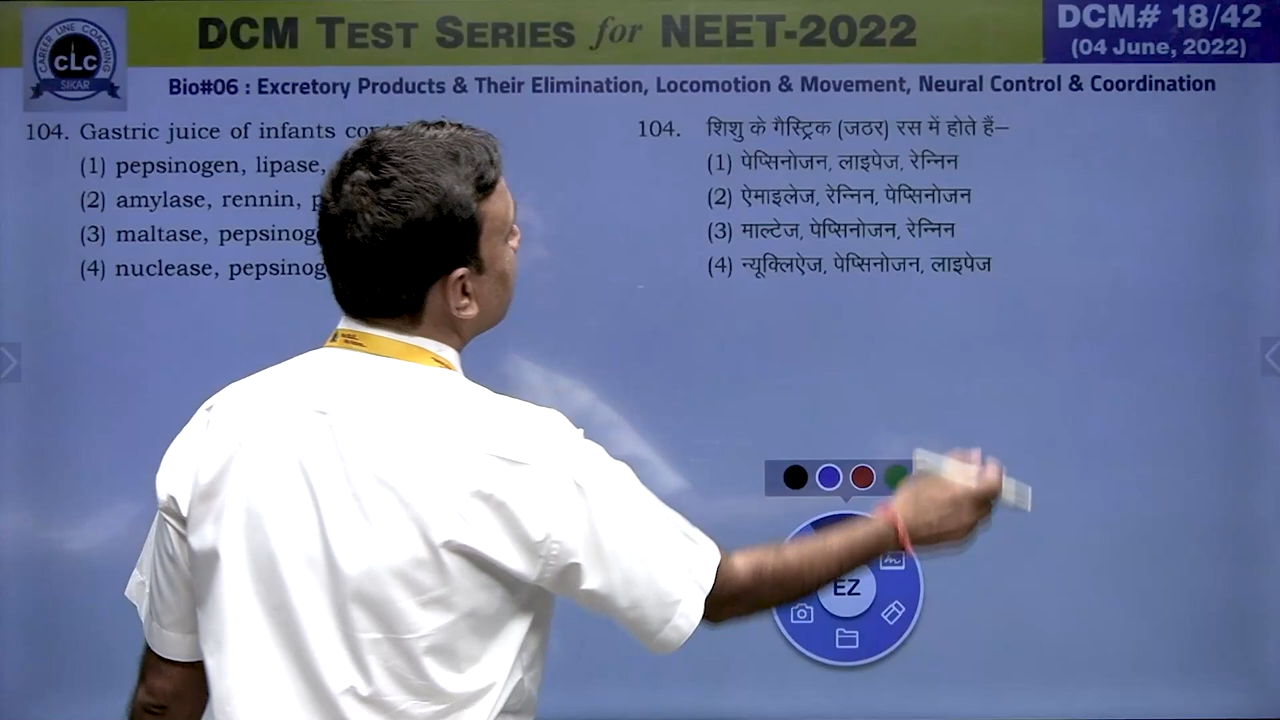 DCM TEST SERIES for NEET-2022
DCM# 18/42
(04 June, 2022)
CAREER LINE COACHING
CLC
SIKAR
Bio#06 : Excretory Products & Their Elimination, Locomotion & Movement, Neural Control & Coordination
104. Gastric juice of infants
(1) pepsinogen, lipase,
(2) amylase, rennin,
(3) maltase,
(4) nuclease,
104. शिशु के गैस्ट्रिक (जठर) रस में होते हैं–
(1) पेप्सिनोजन, लाइपेज, रेन्निन
(2) ऐमाइलेज, रेन्निन, पेप्सिनोजन
(3) माल्टेज, पेप्सिनोजन, रेन्निन
(4) न्यूक्लिऐज, पेप्सिनोजन, लाइपेज
EZ